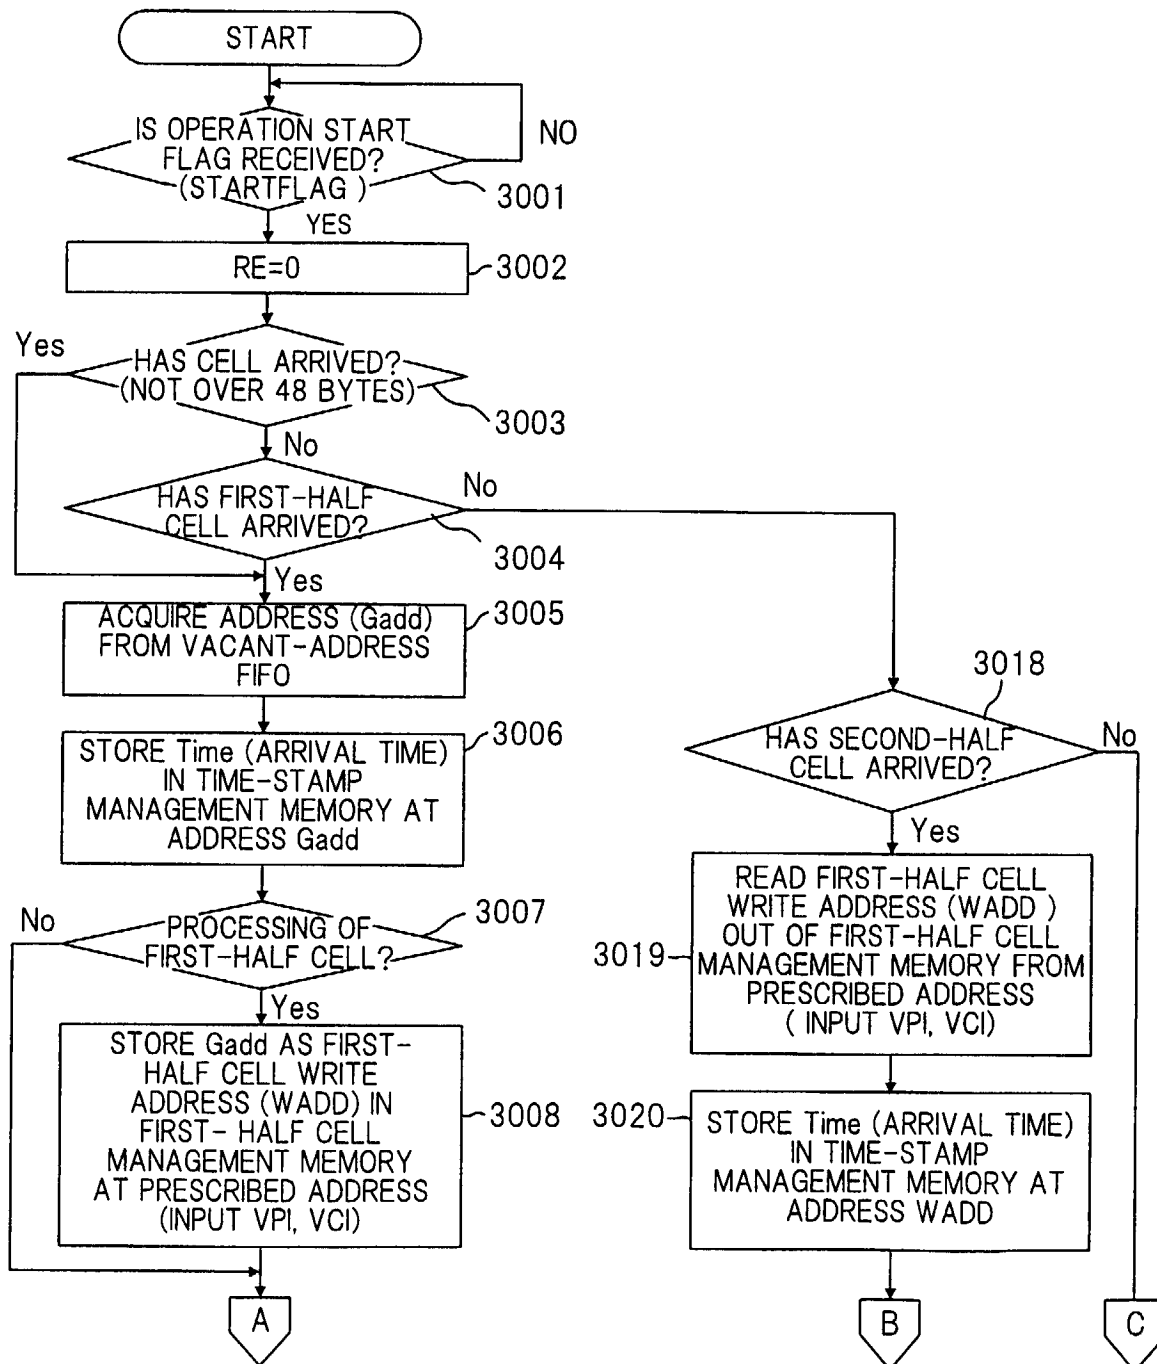 START
IS OPERATION START
FLAG RECEIVED?
(STARTFLAG )
NO
3001
YES
RE=0
3002
Yes
HAS CELL ARRIVED?
(NOT OVER 48 BYTES)
3003
No
HAS FIRST-HALF
CELL ARRIVED?
No
3004
Yes
ACQUIRE ADDRESS (Gadd)
FROM VACANT-ADDRESS
FIFO
3005
STORE Time (ARRIVAL TIME)
IN TIME-STAMP
MANAGEMENT MEMORY AT
ADDRESS Gadd
3006
No
PROCESSING OF
FIRST-HALF CELL?
3007
Yes
STORE Gadd AS FIRST-
HALF CELL WRITE
ADDRESS (WADD) IN
FIRST- HALF CELL
MANAGEMENT MEMORY
AT PRESCRIBED ADDRESS
(INPUT VPI, VCI)
3008
A
3018
HAS SECOND-HALF
CELL ARRIVED?
No
Yes
READ FIRST-HALF CELL
WRITE ADDRESS (WADD )
OUT OF FIRST-HALF CELL
MANAGEMENT MEMORY FROM
PRESCRIBED ADDRESS
( INPUT VPI, VCI)
3019
3020
STORE Time (ARRIVAL TIME)
IN TIME-STAMP
MANAGEMENT MEMORY AT
ADDRESS WADD
B
C